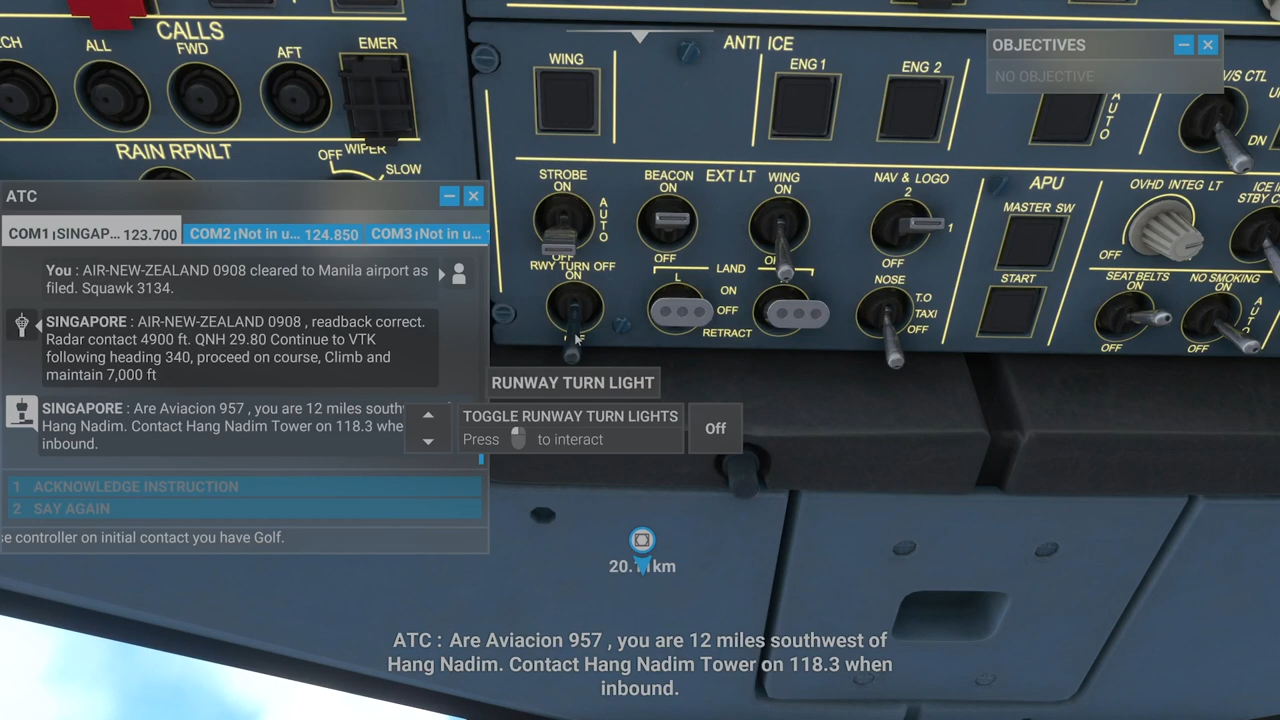 CALLS
ALL
FWD
AFT
EMER
RAIN RPNLT
WIPER
OFF
SLOW
ANTI ICE
WING
ENG 1
ENG 2
AUTO
DN
OBJECTIVES
NO OBJECTIVE
STROBE
ON
AUTO
OFF
BEACON
ON
OFF
EXT LT
WING
ON
NAV & LOGO
2
1
OFF
RWY TURN OFF
ON
L
LAND
ON
OFF
RETRACT
NOSE
T.O
TAXI
OFF
APU
MASTER SW
START
OVHD INTEG LT
OFF
SEAT BELTS
ON
OFF
NO SMOKING
ON
AUTO
OFF
ATC
COM1 SINGAP... 123.700
COM2 Not in u... 124.850
COM3 Not in u...
You : AIR-NEW-ZEALAND 0908 cleared to Manila airport as
filed. Squawk 3134.
SINGAPORE : AIR-NEW-ZEALAND 0908 , readback correct.
Radar contact 4900 ft. QNH 29.80 Continue to VTK
following heading 340, proceed on course, Climb and
maintain 7,000 ft
SINGAPORE : Are Aviacion 957 , you are 12 miles southw
Hang Nadim. Contact Hang Nadim Tower on 118.3 whe
inbound.
1 ACKNOWLEDGE INSTRUCTION
2 SAY AGAIN
se controller on initial contact you have Golf.
RUNWAY TURN LIGHT
TOGGLE RUNWAY TURN LIGHTS
Press to interact
Off
ATC : Are Aviacion 957 , you are 12 miles southwest of
Hang Nadim. Contact Hang Nadim Tower on 118.3 when
inbound.